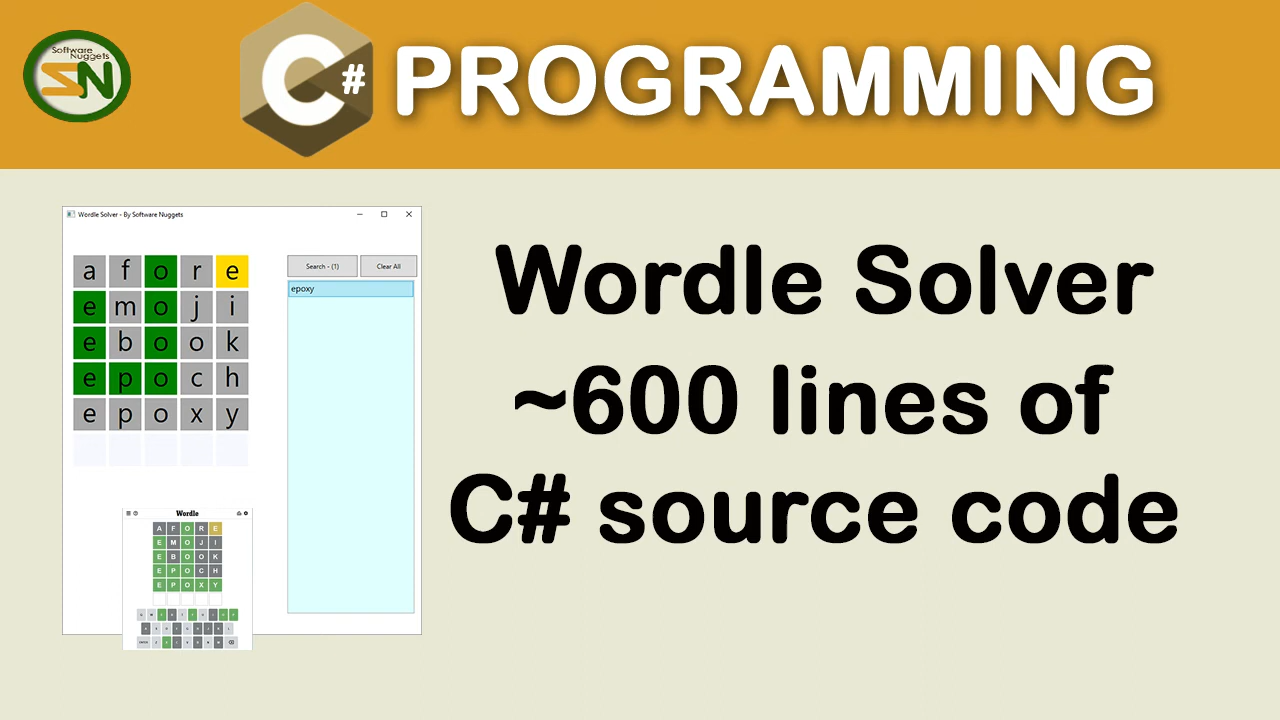 Software
Nuggets
SN
C#
PROGRAMMING
Wordle Solver - By Software Nuggets
a f o r e
e m o j i
e b o o k
e p o c h
e p o x y
Search - (1)
Clear All
epoxy
Wordle
A F O R E
E M O J I
E B O O K
E P O C H
E P O X Y
Wordle Solver
~600 lines of
C# source code